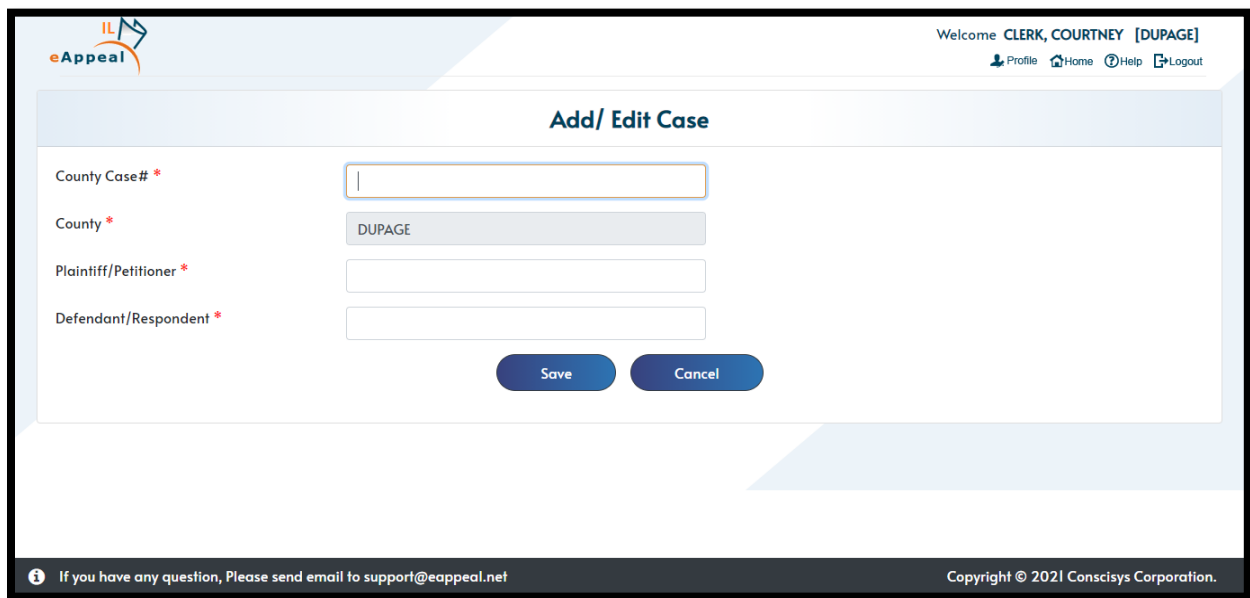 IL
eAppeal
Welcome CLERK, COURTNEY [DUPAGE]
Profile Home Help Logout
Add/ Edit Case
County Case# *
County * DUPAGE
Plaintiff/Petitioner *
Defendant/Respondent *
Save Cancel
If you have any question, Please send email to support@eappeal.net
Copyright © 2021 Conscisys Corporation.